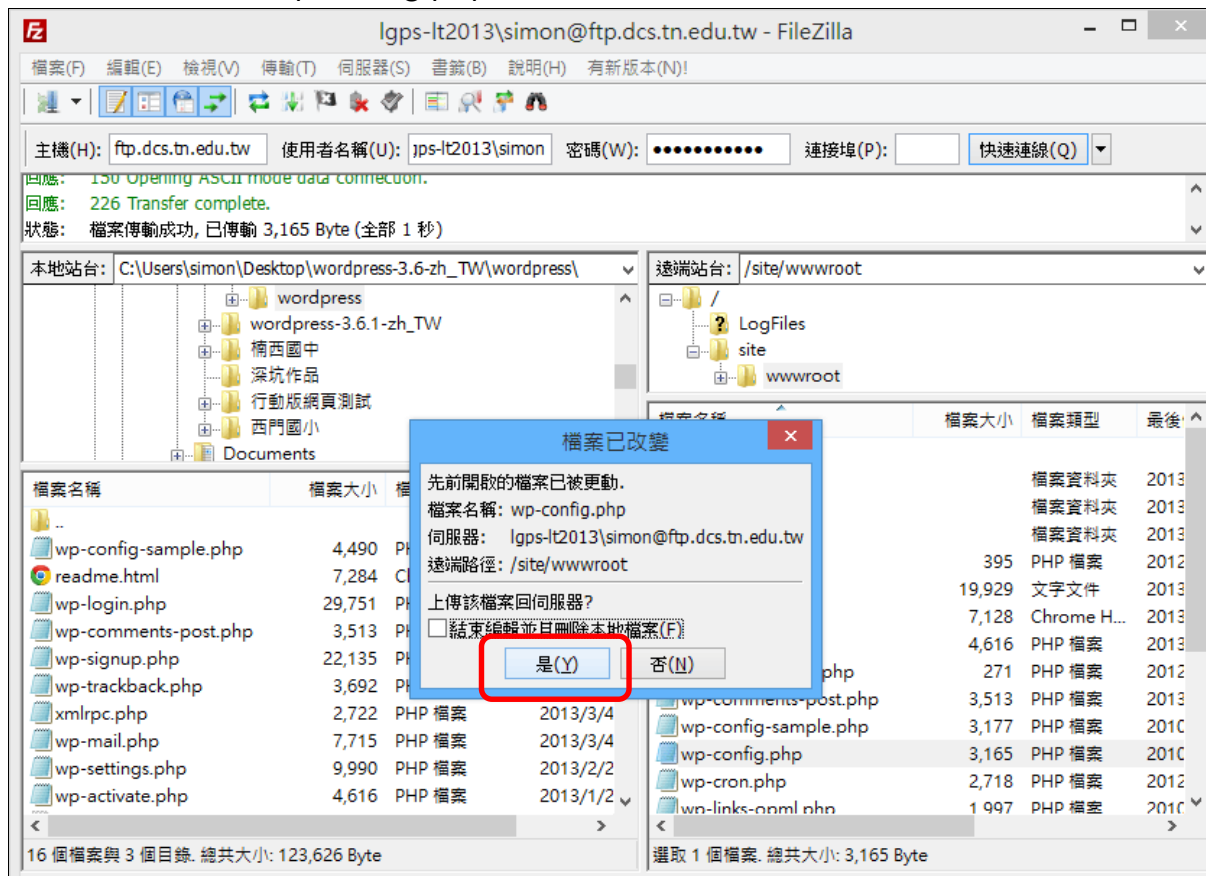 lgps-lt2013\simon@ftp.dcs.tn.edu.tw - FileZilla
檔案(F) 編輯(E) 檢視(V) 傳輸(T) 伺服器(S) 書籤(B) 說明(H) 有新版本(N)!
主機(H): ftp.dcs.tn.edu.tw 使用者名稱(U): gps-lt2013\simon 密碼(W): ●●●●●●●●●●● 連接埠(P): 快速連線(Q)
回應: 150 Opening ASCII mode data connection.
回應: 226 Transfer complete.
狀態: 檔案傳輸成功, 已傳輸 3,165 Byte (全部 1 秒)
本地站台: C:\Users\simon\Desktop\wordpress-3.6-zh_TW\wordpress\
wordpress
wordpress-3.6.1-zh_TW
楠西國中
深坑作品
行動版網頁測試
西門國小
Documents
遠端站台: /site/wwwroot
/
LogFiles
site
wwwroot
檔案名稱 檔案大小
..
wp-config-sample.php 4,490
readme.html 7,284
wp-login.php 29,751
wp-comments-post.php 3,513
wp-signup.php 22,135
wp-trackback.php 3,692
xmlrpc.php 2,722 PHP 檔案 2013/3/4
wp-mail.php 7,715 PHP 檔案 2013/3/4
wp-settings.php 9,990 PHP 檔案 2013/2/2
wp-activate.php 4,616 PHP 檔案 2013/1/2
16 個檔案與 3 個目錄. 總共大小: 123,626 Byte
檔案已改變
先前開啟的檔案已被更動.
檔案名稱: wp-config.php
伺服器: lgps-lt2013\simon@ftp.dcs.tn.edu.tw
遠端路徑: /site/wwwroot
上傳該檔案回伺服器?
結束編輯並且刪除本地檔案(F)
是(Y) 否(N)
檔案名稱 檔案大小 檔案類型 最後
檔案資料夾 2013
檔案資料夾 2013
檔案資料夾 2013
395 PHP 檔案 2012
19,929 文字文件 2013
7,128 Chrome H... 2013
4,616 PHP 檔案 2013
php 271 PHP 檔案 2012
wp-comments-post.php 3,513 PHP 檔案 2013
wp-config-sample.php 3,177 PHP 檔案 2010
wp-config.php 3,165 PHP 檔案 2010
wp-cron.php 2,718 PHP 檔案 2012
wp-links-opml.php 1,997 PHP 檔案 2010
選取 1 個檔案. 總共大小: 3,165 Byte